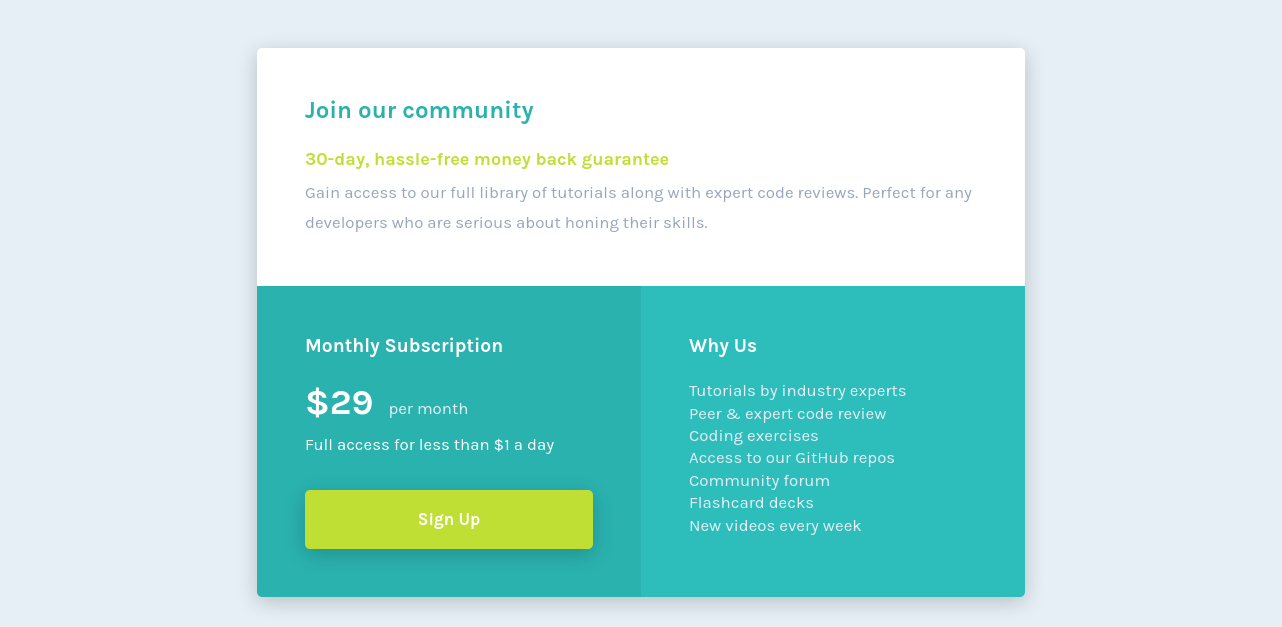 Join our community
30-day, hassle-free money back guarantee
Gain access to our full library of tutorials along with expert code reviews. Perfect for any
developers who are serious about honing their skills.
Monthly Subscription
$29 per month
Full access for less than $1 a day
Sign Up
Why Us
Tutorials by industry experts
Peer & expert code review
Coding exercises
Access to our GitHub repos
Community forum
Flashcard decks
New videos every week